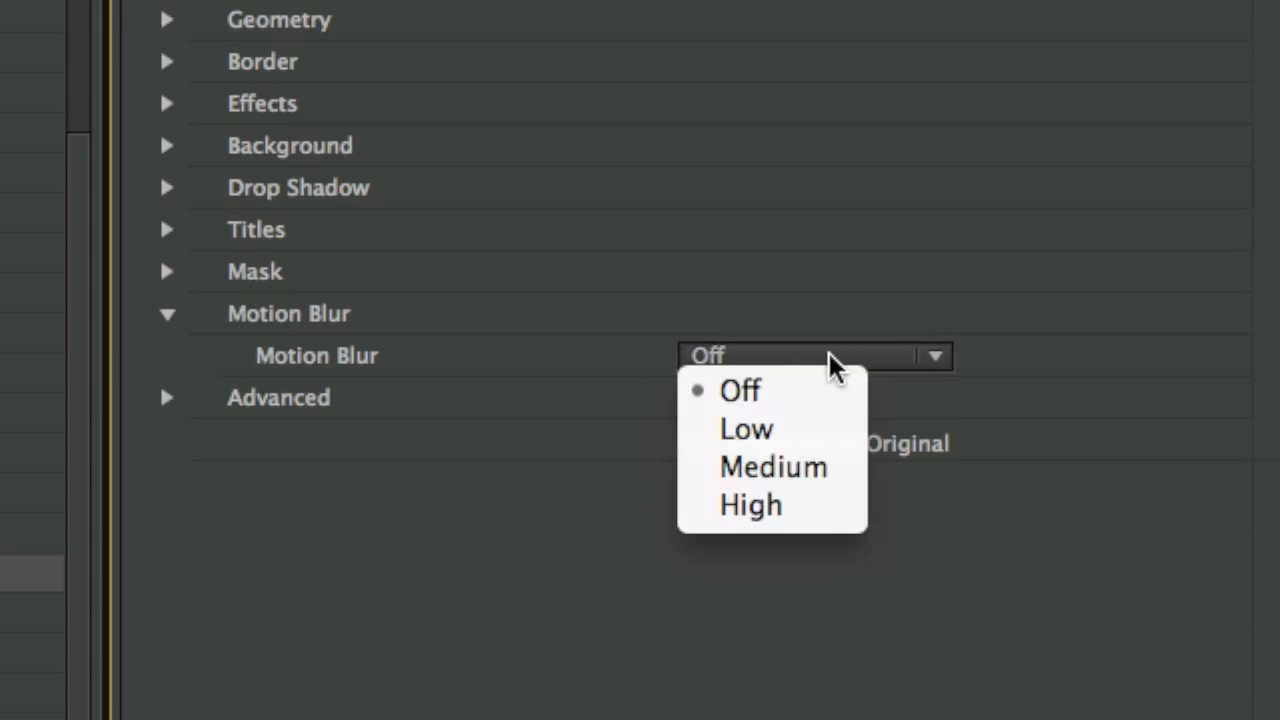 Geometry
Border
Effects
Background
Drop Shadow
Titles
Mask
Motion Blur
Motion Blur Off
Off
Advanced
Low
Original
Medium
High